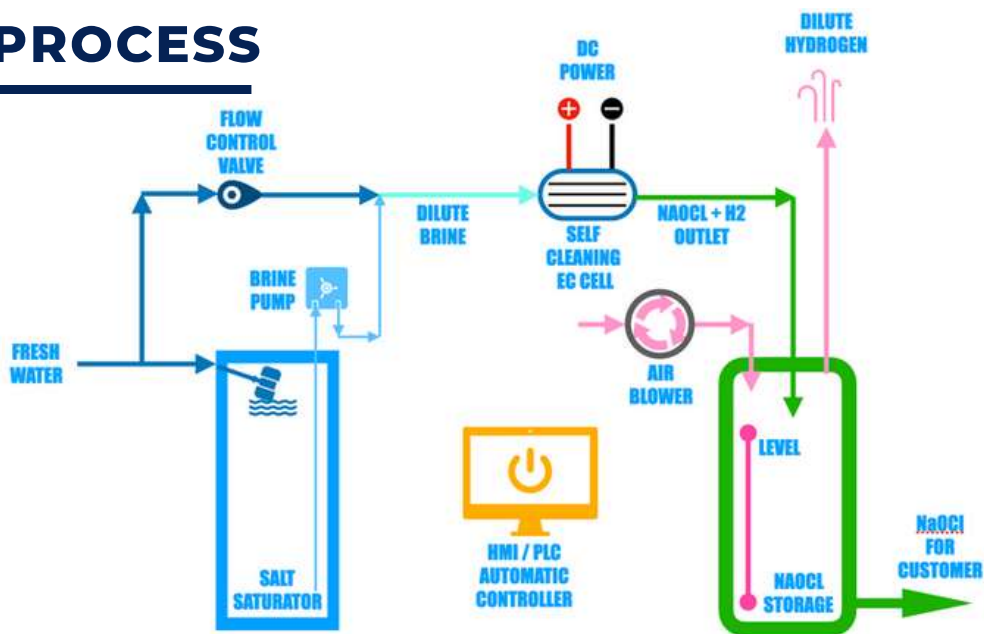 PROCESS
DILUTE
HYDROGEN
DC
POWER
+
−
FLOW
CONTROL
VALVE
DILUTE
BRINE
NAOCL + H2
OUTLET
SELF
CLEANING
EC CELL
BRINE
PUMP
FRESH
WATER
AIR
BLOWER
LEVEL
HMI / PLC
AUTOMATIC
CONTROLLER
SALT
SATURATOR
NAOCL
STORAGE
NaOCl
FOR
CUSTOMER